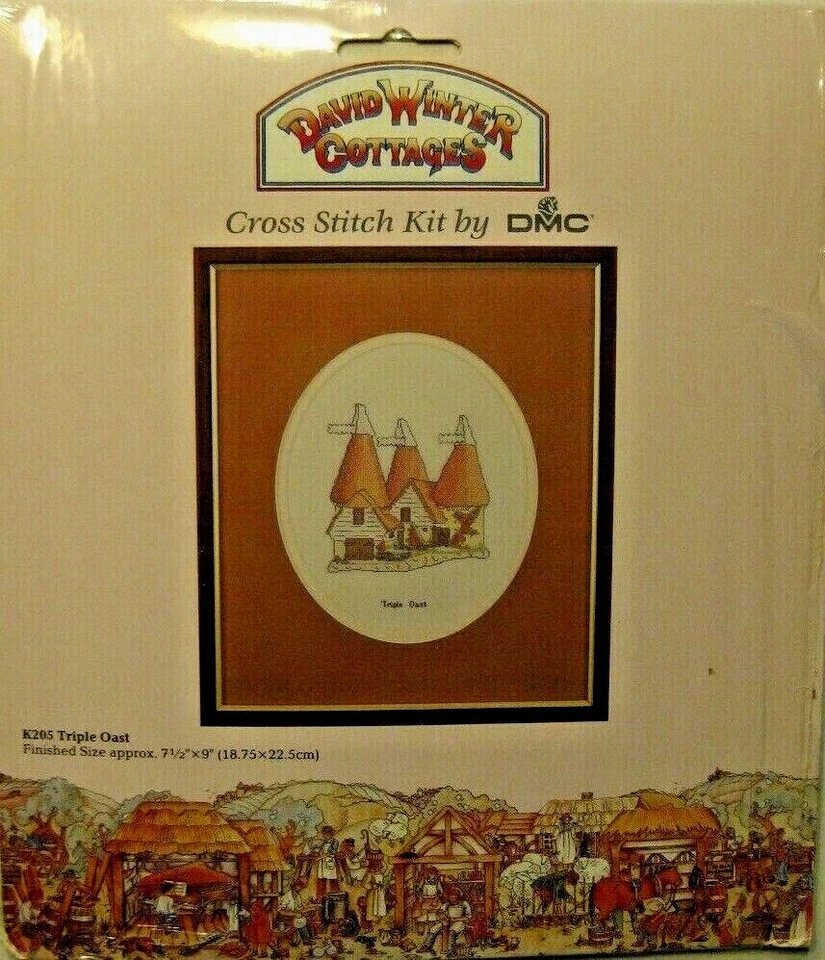 DAVID WINTER
COTTAGES
Cross Stitch Kit by DMC
Triple Oast
K205 Triple Oast
Finished Size approx. 7½"×9" (18.75×22.5cm)